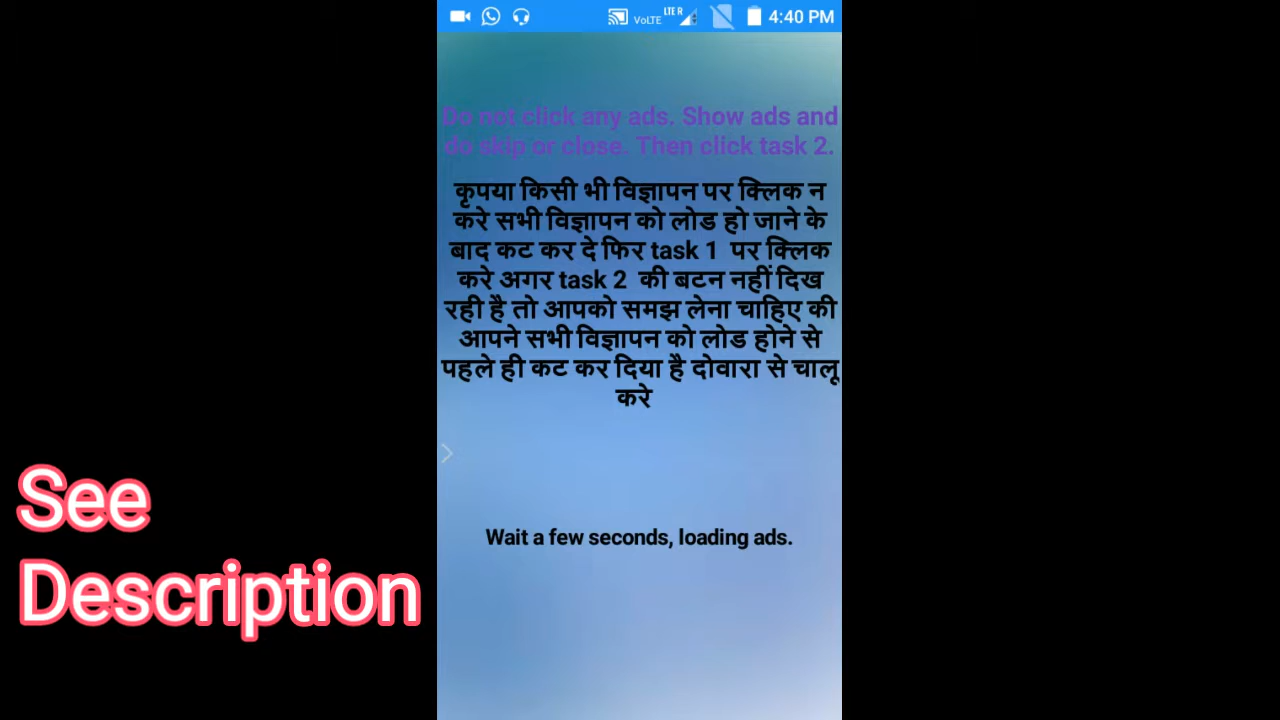 VoLTE LTE R 4:40 PM
Do not click any ads. Show ads and
do skip or close. Then click task 2.
कृपया किसी भी विज्ञापन पर क्लिक न
करे सभी विज्ञापन को लोड हो जाने के
बाद कट कर दे फिर task 1 पर क्लिक
करे अगर task 2 की बटन नहीं दिख
रही है तो आपको समझ लेना चाहिए की
आपने सभी विज्ञापन को लोड होने से
पहले ही कट कर दिया है दोवारा से चालू
करे
See
Description
Wait a few seconds, loading ads.